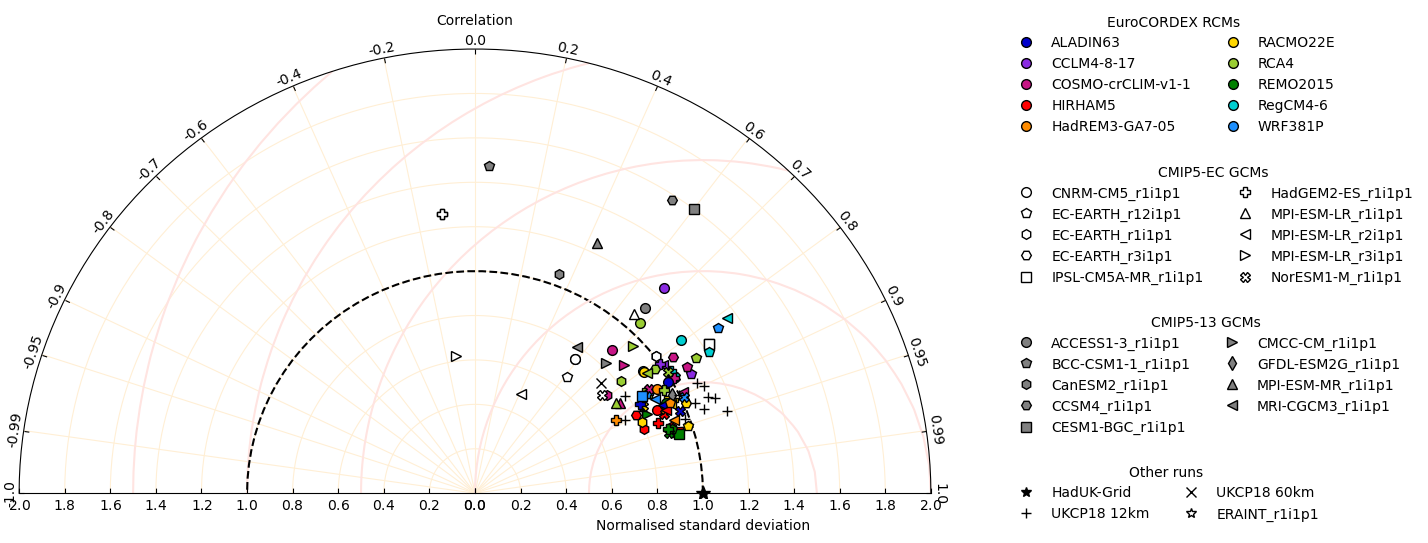 Correlation
0.0
-0.2
0.2
-0.4
0.4
-0.6
0.6
-0.7
0.7
-0.8
0.8
-0.9
0.9
-0.95
0.95
-0.99
0.99
-1.0
1.0
2.0 1.8 1.6 1.4 1.2 1.0 0.8 0.6 0.4 0.2 0.0 0.2 0.4 0.6 0.8 1.0 1.2 1.4 1.6 1.8 2.0
Normalised standard deviation
EuroCORDEX RCMs
ALADIN63 RACMO22E
CCLM4-8-17 RCA4
COSMO-crCLIM-v1-1 REMO2015
HIRHAM5 RegCM4-6
HadREM3-GA7-05 WRF381P
CMIP5-EC GCMs
CNRM-CM5_r1i1p1 HadGEM2-ES_r1i1p1
EC-EARTH_r12i1p1 MPI-ESM-LR_r1i1p1
EC-EARTH_r1i1p1 MPI-ESM-LR_r2i1p1
EC-EARTH_r3i1p1 MPI-ESM-LR_r3i1p1
IPSL-CM5A-MR_r1i1p1 NorESM1-M_r1i1p1
CMIP5-13 GCMs
ACCESS1-3_r1i1p1 CMCC-CM_r1i1p1
BCC-CSM1-1_r1i1p1 GFDL-ESM2G_r1i1p1
CanESM2_r1i1p1 MPI-ESM-MR_r1i1p1
CCSM4_r1i1p1 MRI-CGCM3_r1i1p1
CESM1-BGC_r1i1p1
Other runs
HadUK-Grid UKCP18 60km
UKCP18 12km ERAINT_r1i1p1